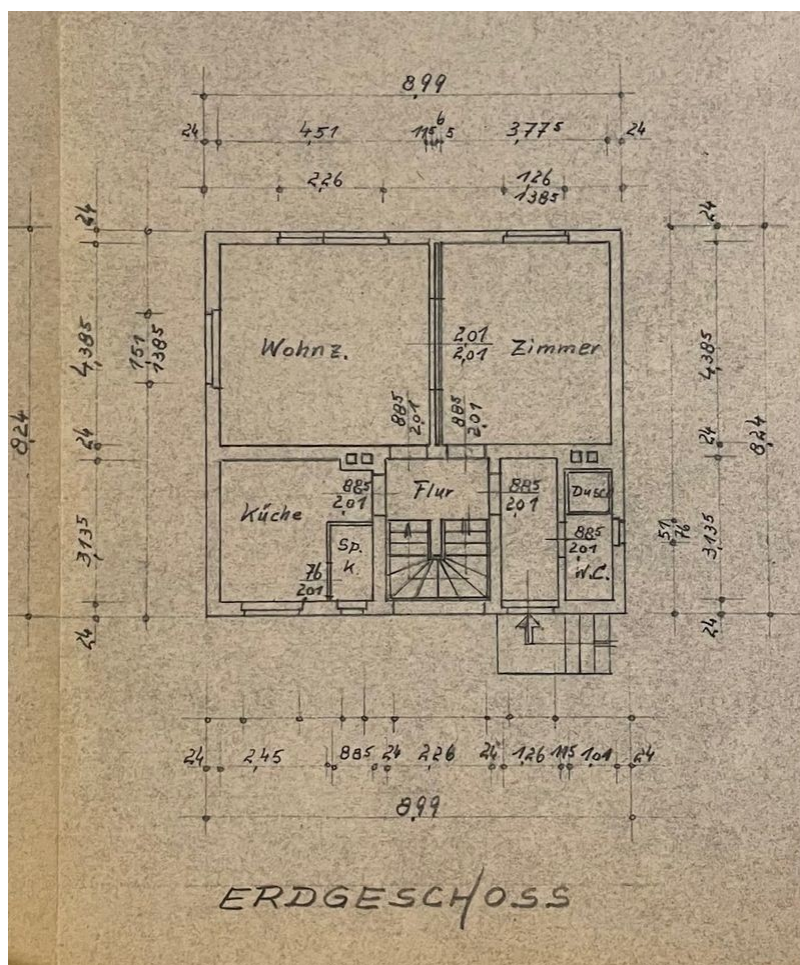 8,99
24 4,51 11⁵ 6 5 3,77⁵ 24
2,26 1,26
1,38⁵
24 24
4,38⁵ 1,51 1,38⁵ 4,38⁵
24 24
8,24 8,24
3,13⁵ 51 76 3,13⁵
24 24
Wohnz. 2,01 Zimmer
2,01
88⁵ 88⁵
2,01 2,01
Küche 88⁵ Flur 88⁵ Dusch
2,01 2,01
Sp. 88⁵
K. 2,01
76 W.C.
2,01
24 2,45 88⁵ 24 2,26 24 1,26 11⁵ 1,01 24
8,99
ERDGESCHOSS